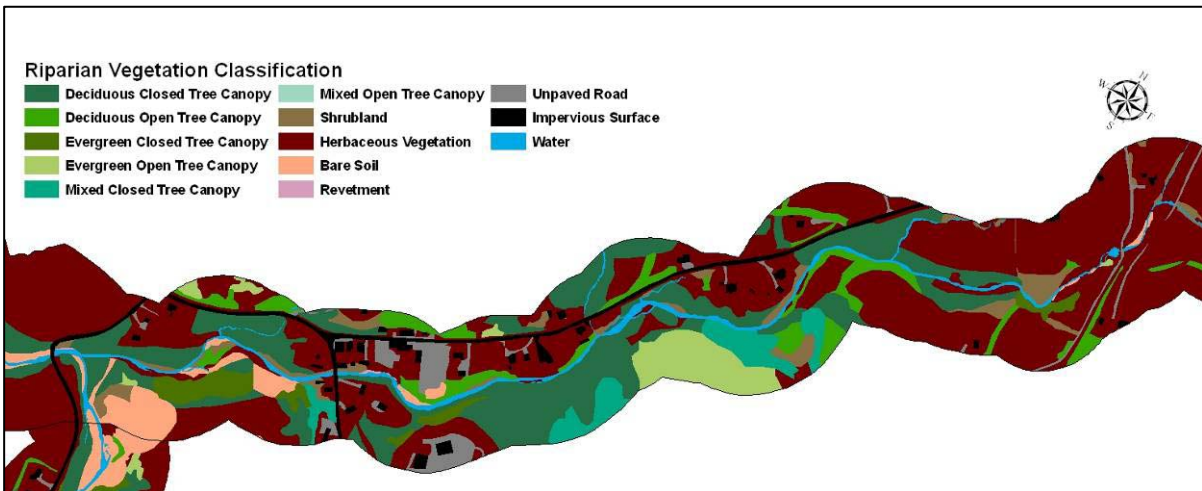 Riparian Vegetation Classification
Deciduous Closed Tree Canopy
Deciduous Open Tree Canopy
Evergreen Closed Tree Canopy
Evergreen Open Tree Canopy
Mixed Closed Tree Canopy
Mixed Open Tree Canopy
Shrubland
Herbaceous Vegetation
Bare Soil
Revetment
Unpaved Road
Impervious Surface
Water
N
W
E
S